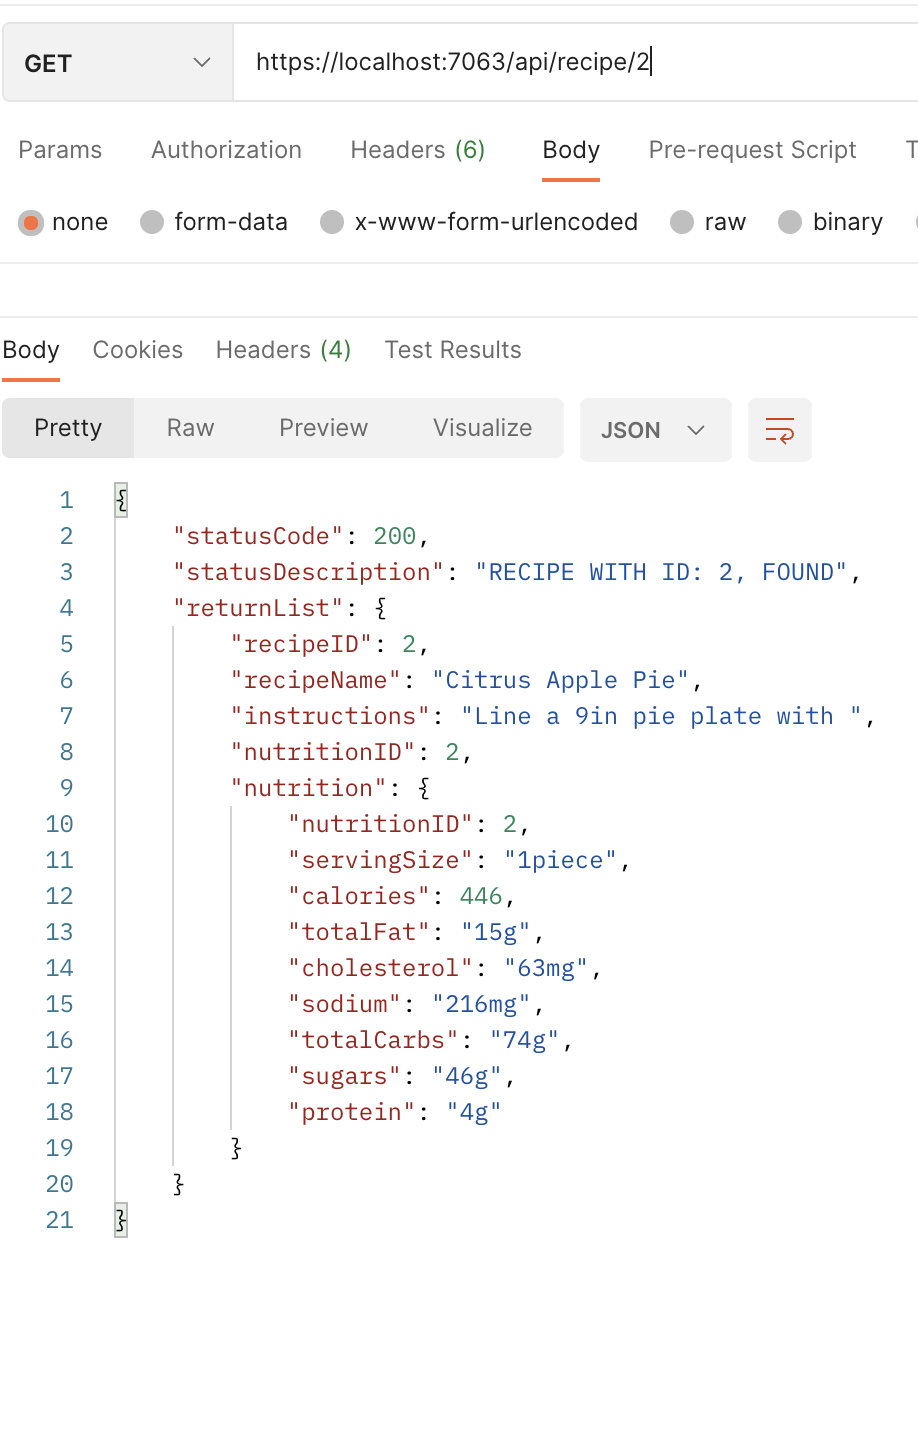 GET https://localhost:7063/api/recipe/2
Params Authorization Headers (6) Body Pre-request Script T
none form-data x-www-form-urlencoded raw binary
Body Cookies Headers (4) Test Results
Pretty Raw Preview Visualize JSON
1 {
2 "statusCode": 200,
3 "statusDescription": "RECIPE WITH ID: 2, FOUND",
4 "returnList": {
5 "recipeID": 2,
6 "recipeName": "Citrus Apple Pie",
7 "instructions": "Line a 9in pie plate with ",
8 "nutritionID": 2,
9 "nutrition": {
10 "nutritionID": 2,
11 "servingSize": "1piece",
12 "calories": 446,
13 "totalFat": "15g",
14 "cholesterol": "63mg",
15 "sodium": "216mg",
16 "totalCarbs": "74g",
17 "sugars": "46g",
18 "protein": "4g"
19 }
20 }
21 }